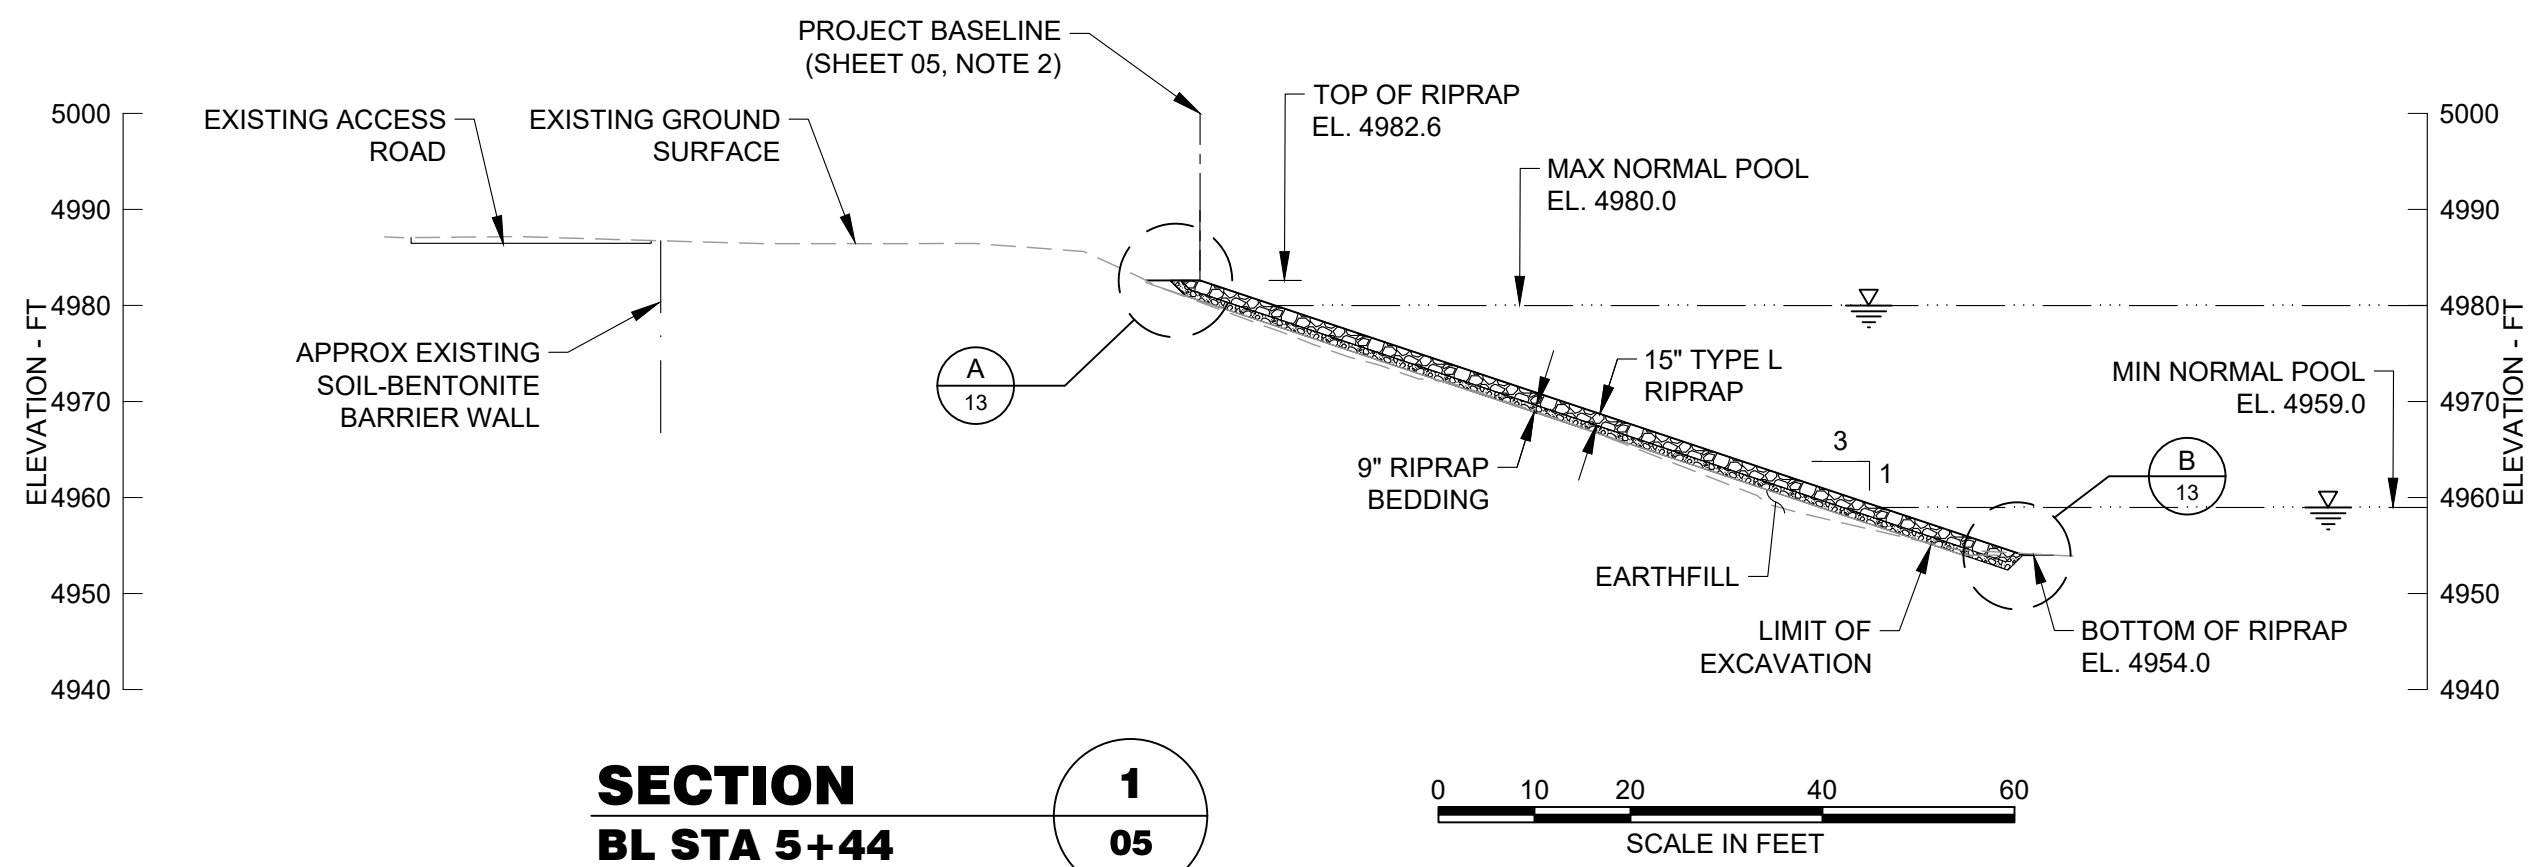 PROJECT BASELINE
(SHEET 05, NOTE 2)
TOP OF RIPRAP
EL. 4982.6
EXISTING ACCESS
ROAD
EXISTING GROUND
SURFACE
MAX NORMAL POOL
EL. 4980.0
5000
4990
4980
4970
4960
4950
4940
ELEVATION - FT
APPROX EXISTING
SOIL-BENTONITE
BARRIER WALL
A
13
15" TYPE L
RIPRAP
9" RIPRAP
BEDDING
3
1
MIN NORMAL POOL
EL. 4959.0
B
13
EARTHFILL
LIMIT OF
EXCAVATION
BOTTOM OF RIPRAP
EL. 4954.0
5000
4990
4980
4970
4960
4950
4940
ELEVATION - FT
SECTION
BL STA 5+44
1
05
0 10 20 40 60
SCALE IN FEET